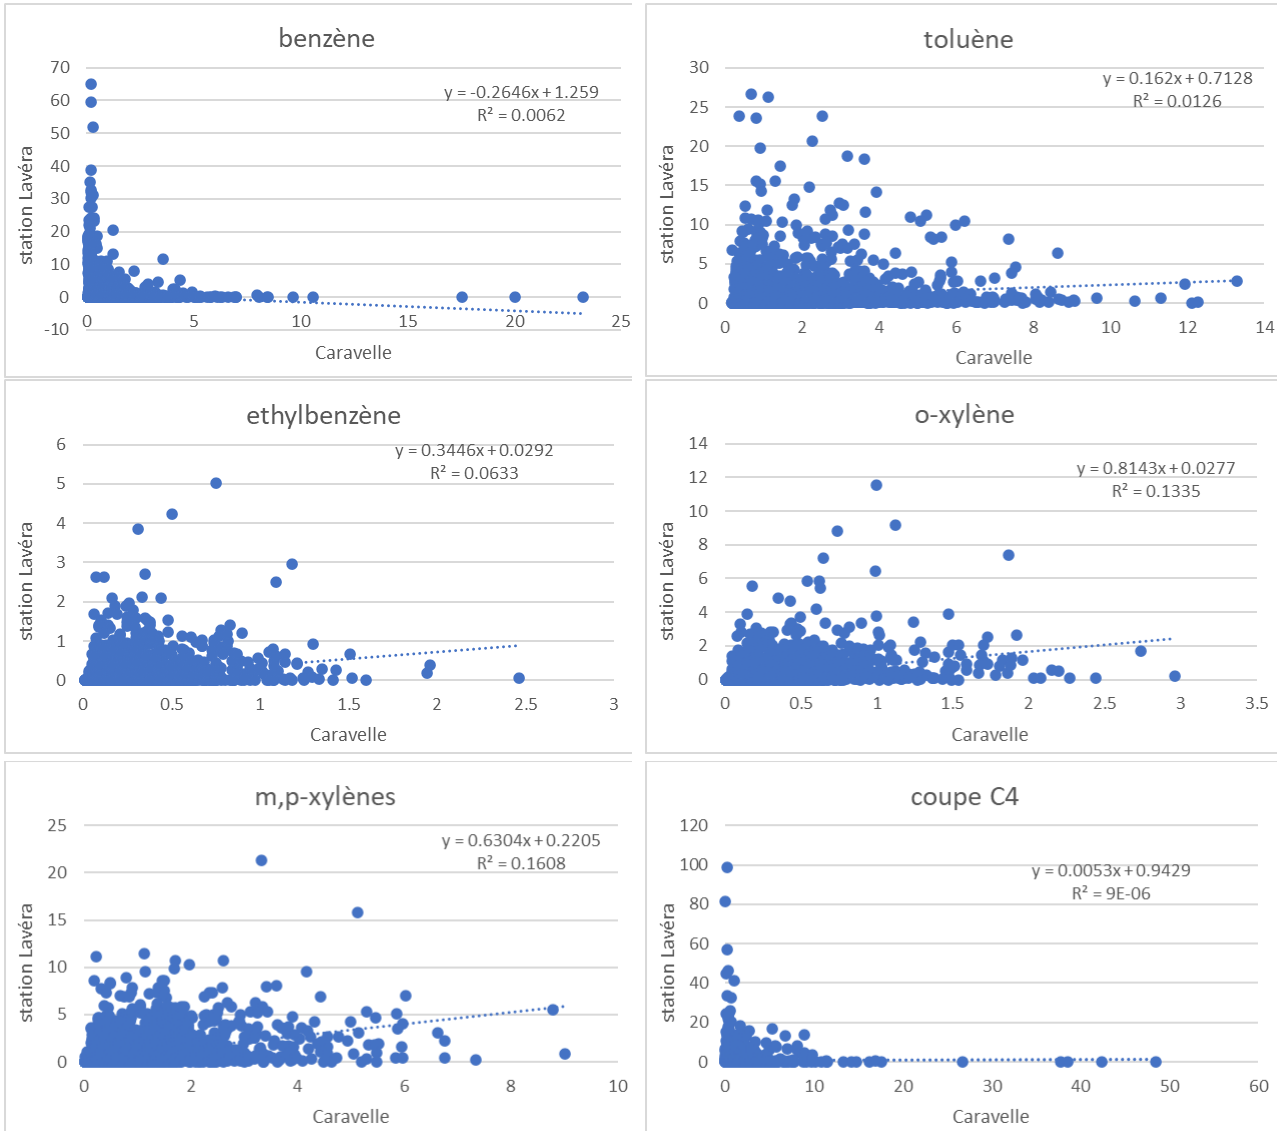 benzène
y = -0.2646x + 1.259
R² = 0.0062
70
60
50
40
30
20
10
0
-10
0 5 10 15 20 25
station Lavéra
Caravelle
toluène
y = 0.162x + 0.7128
R² = 0.0126
30
25
20
15
10
5
0
0 2 4 6 8 10 12 14
station Lavéra
Caravelle
ethylbenzène
y = 0.3446x + 0.0292
R² = 0.0633
6
5
4
3
2
1
0
0 0.5 1 1.5 2 2.5 3
station Lavéra
Caravelle
o-xylène
y = 0.8143x + 0.0277
R² = 0.1335
14
12
10
8
6
4
2
0
0 0.5 1 1.5 2 2.5 3 3.5
station Lavéra
Caravelle
m,p-xylènes
y = 0.6304x + 0.2205
R² = 0.1608
25
20
15
10
5
0
0 2 4 6 8 10
station Lavéra
Caravelle
coupe C4
y = 0.0053x + 0.9429
R² = 9E-06
120
100
80
60
40
20
0
0 10 20 30 40 50 60
station Lavéra
Caravelle